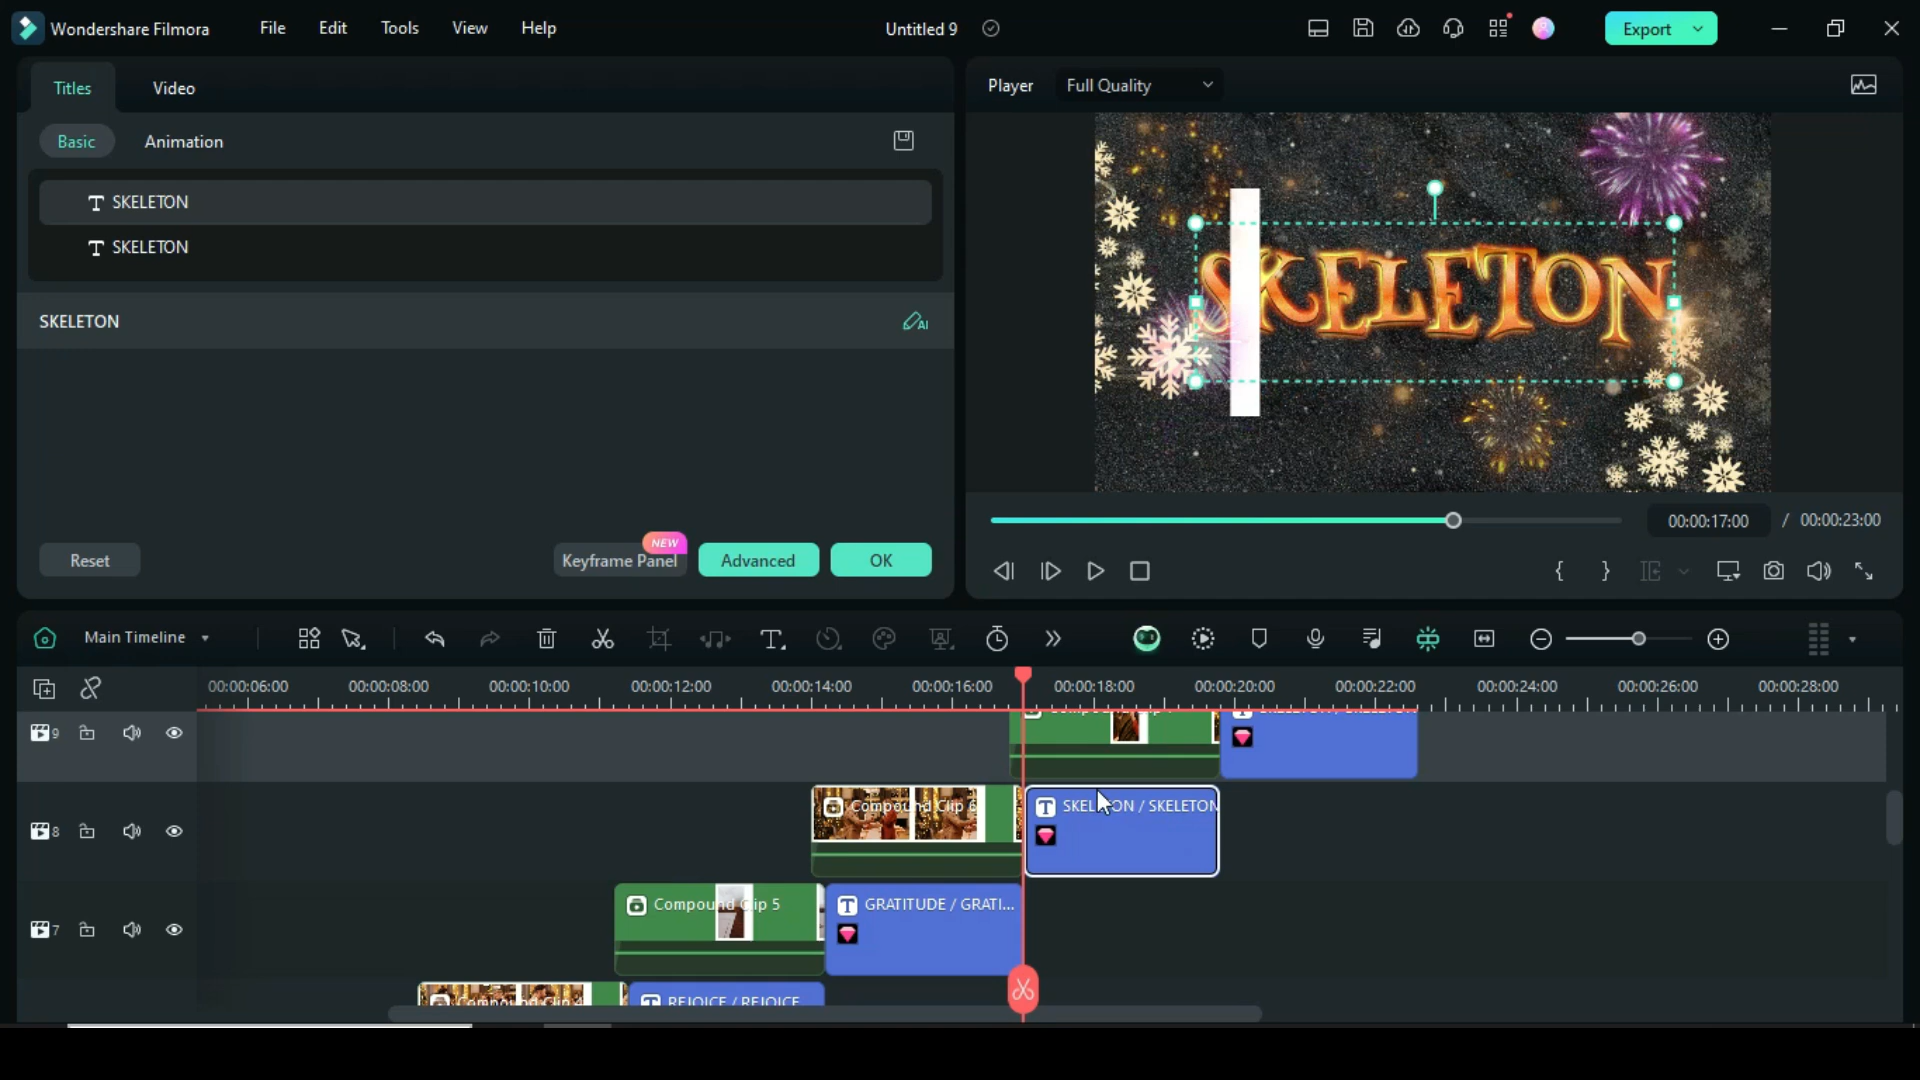 Wondershare Filmora File Edit Tools View Help Untitled 9 Export
Titles Video
Basic Animation
SKELETON
SKELETON
SKELETON
AI
NEW
Reset Keyframe Panel Advanced OK
Player Full Quality
SKELETON
00:00:17:00 / 00:00:23:00
Main Timeline
00:00:06:00 00:00:08:00 00:00:10:00 00:00:12:00 00:00:14:00 00:00:16:00 00:00:18:00 00:00:20:00 00:00:22:00 00:00:24:00 00:00:26:00 00:00:28:00
9
8 Compound Clip 6 SKELETON / SKELETON
7 Compound Clip 5 GRATITUDE / GRATI...
Compound Clip 4 REJOICE / REJOICE